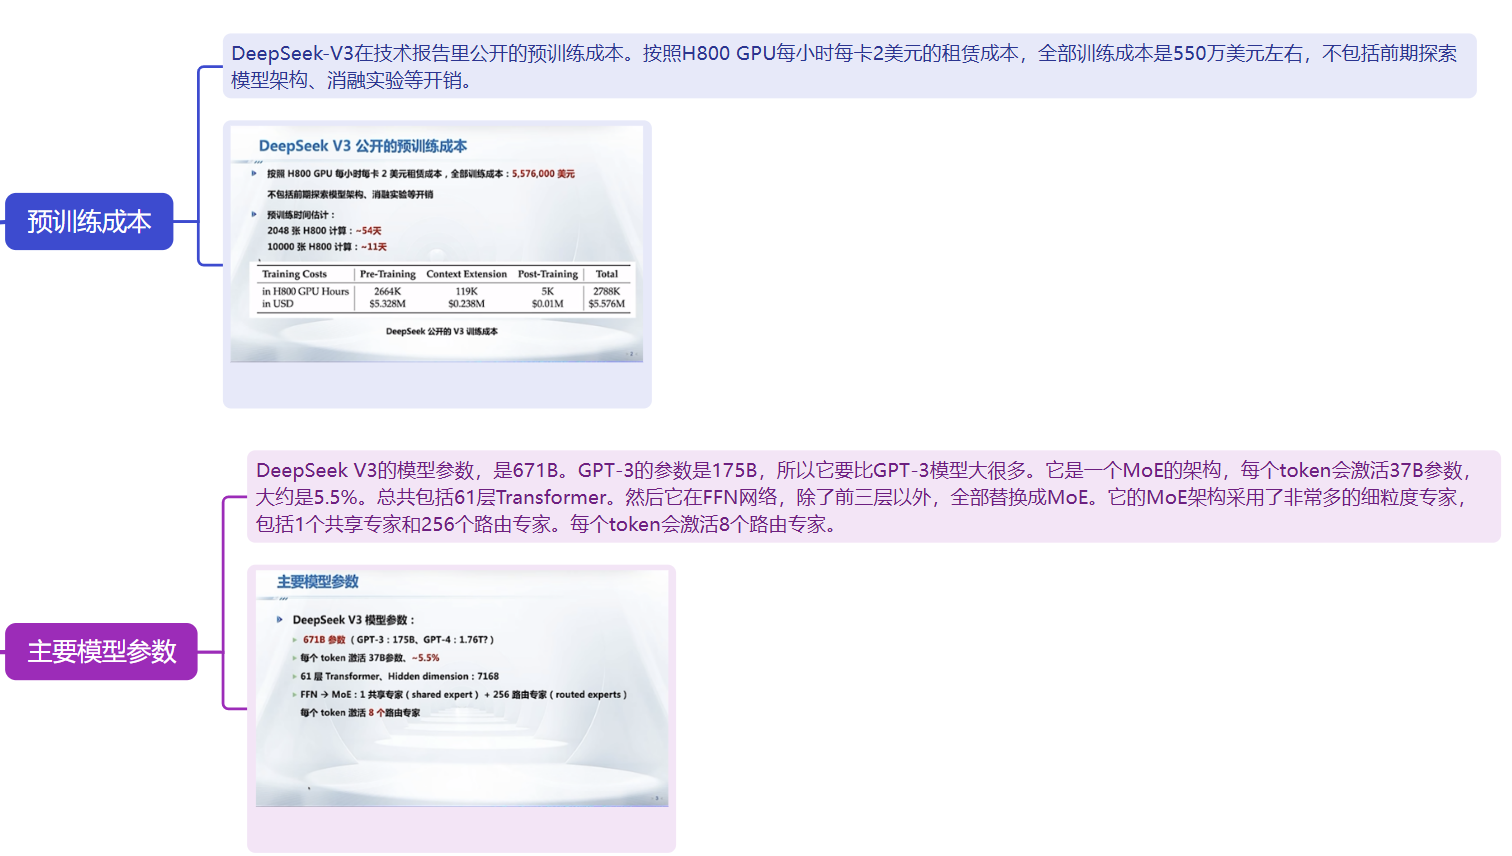 预训练成本
DeepSeek-V3在技术报告里公开的预训练成本。按照H800 GPU每小时每卡2美元的租赁成本，全部训练成本是550万美元左右，不包括前期探索
模型架构、消融实验等开销。
DeepSeek V3 公开的预训练成本
按照 H800 GPU 每小时每卡 2 美元租赁成本，全部训练成本：5,576,000 美元
不包括前期探索模型架构、消融实验等开销
预训练时间估计：
2048 张 H800 计算：~54天
10000 张 H800 计算：~11天
Training Costs Pre-Training Context Extension Post-Training Total
in H800 GPU Hours 2664K 119K 5K 2788K
in USD $5.328M $0.238M $0.01M $5.576M
DeepSeek 公开的 V3 训练成本
- 2 -
主要模型参数
DeepSeek V3的模型参数，是671B。GPT-3的参数是175B，所以它要比GPT-3模型大很多。它是一个MoE的架构，每个token会激活37B参数，
大约是5.5%。总共包括61层Transformer。然后它在FFN网络，除了前三层以外，全部替换成MoE。它的MoE架构采用了非常多的细粒度专家，
包括1个共享专家和256个路由专家。每个token会激活8个路由专家。
主要模型参数
DeepSeek V3 模型参数：
671B 参数（GPT-3：175B、GPT-4：1.76T?）
每个 token 激活 37B参数、~5.5%
61 层 Transformer、Hidden dimension：7168
FFN → MoE：1 共享专家（shared expert） + 256 路由专家（routed experts）
每个 token 激活 8 个路由专家
- 3 -